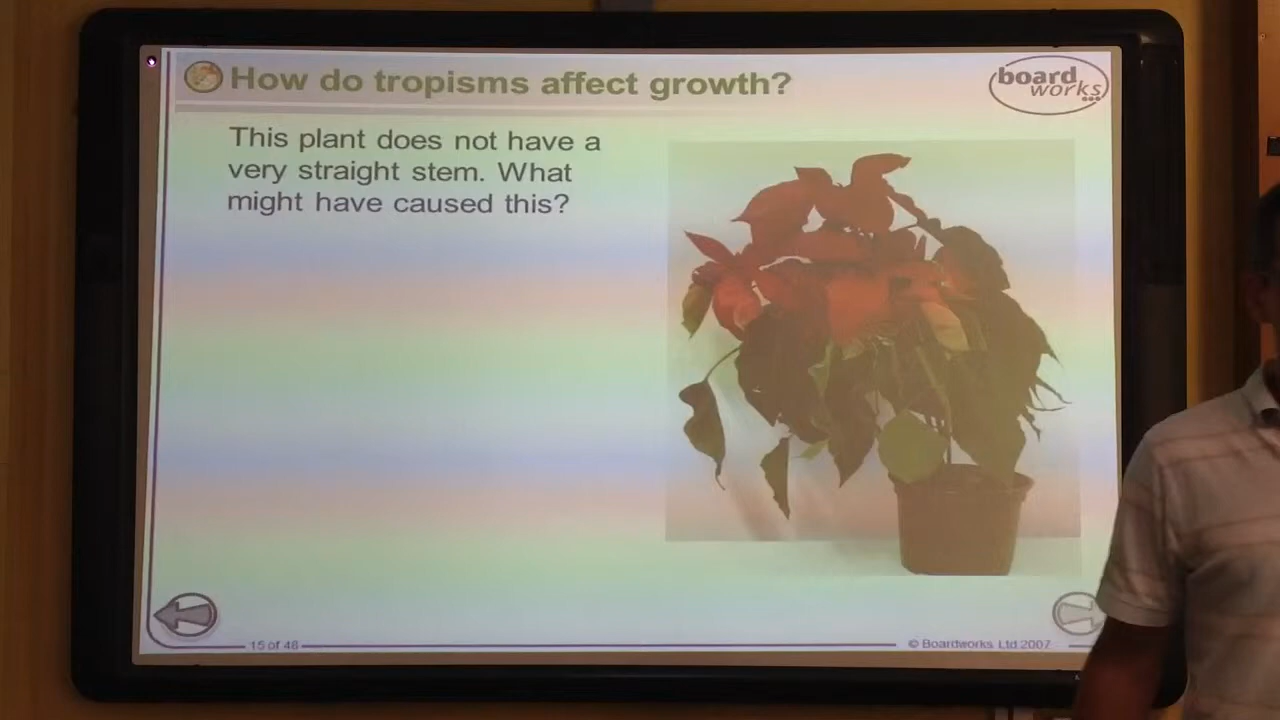 How do tropisms affect growth?
board
works
This plant does not have a
very straight stem. What
might have caused this?
15 of 48
© Boardworks Ltd 2007